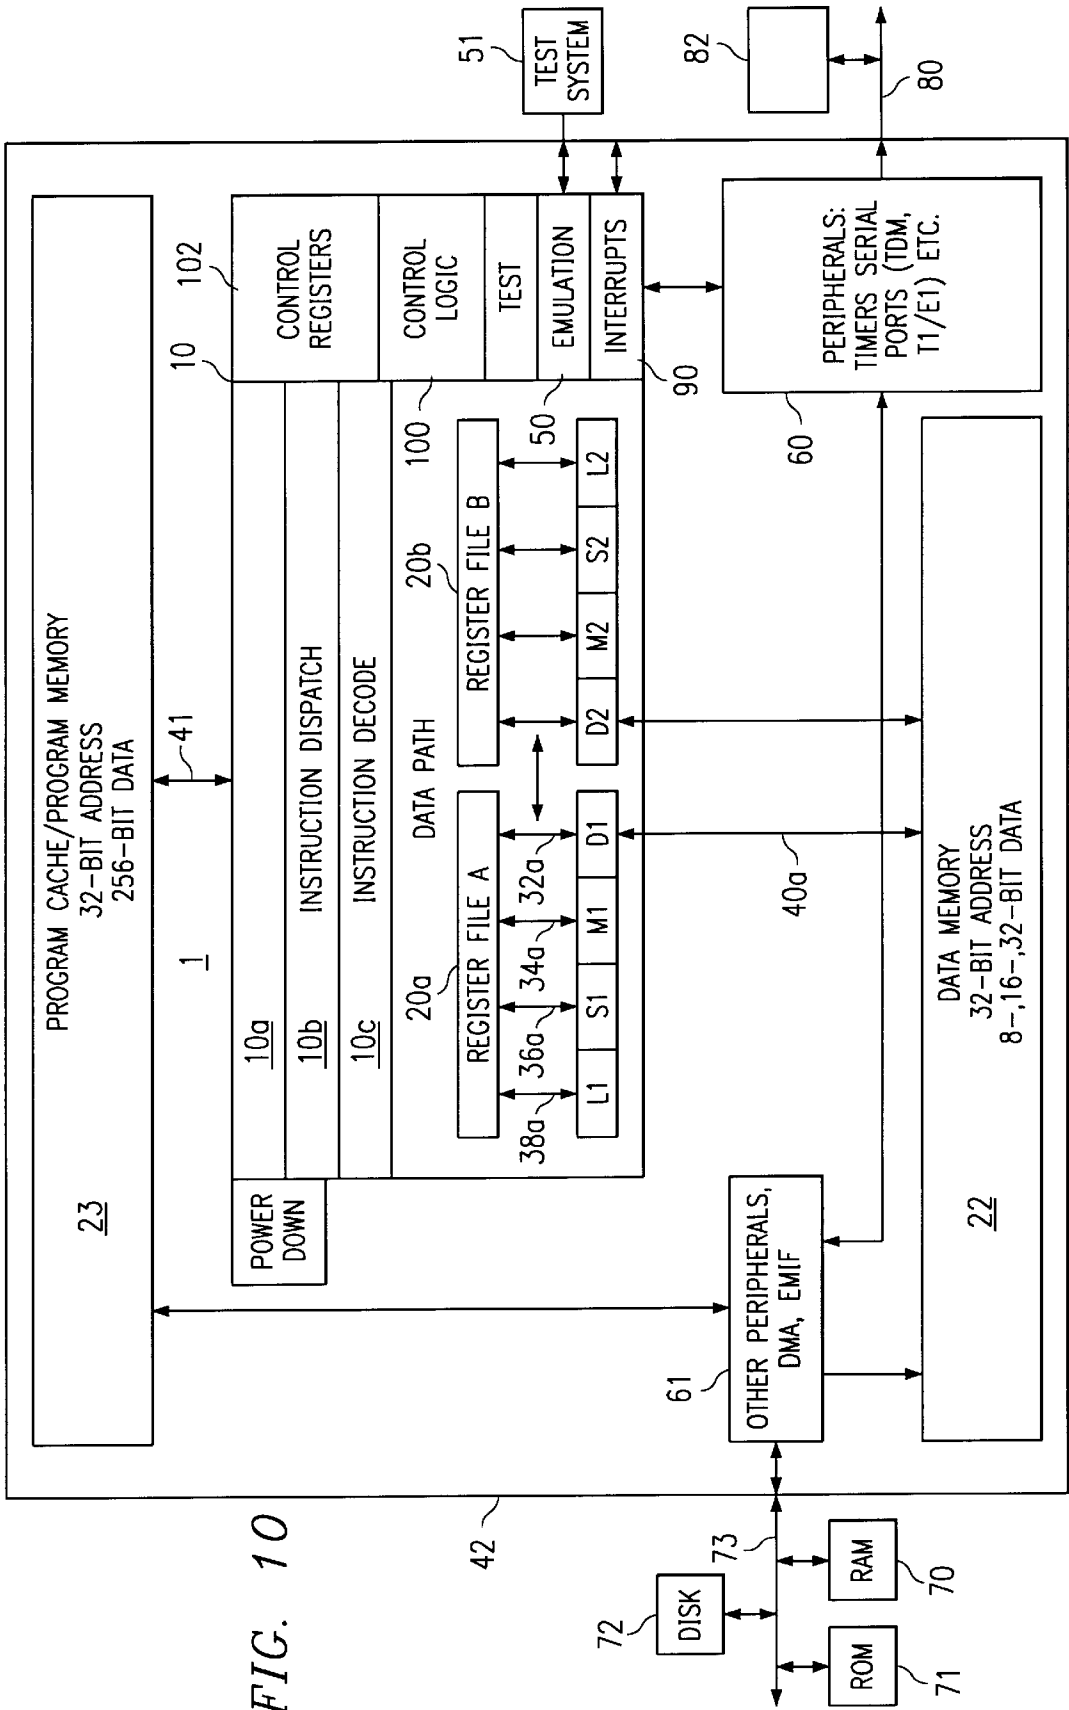 PROGRAM CACHE/PROGRAM MEMORY
32-BIT ADDRESS
256-BIT DATA
23
1
41
POWER
DOWN
10
102
10a
10b
INSTRUCTION DISPATCH
10c
INSTRUCTION DECODE
CONTROL
REGISTERS
CONTROL
LOGIC
TEST
EMULATION
INTERRUPTS
100
50
90
51
TEST
SYSTEM
DATA PATH
20a
REGISTER FILE A
20b
REGISTER FILE B
38a
36a
34a
32a
L1
S1
M1
D1
D2
M2
S2
L2
40a
61
OTHER PERIPHERALS,
DMA, EMIF
60
PERIPHERALS:
TIMERS SERIAL
PORTS (TDM,
T1/E1) ETC.
82
80
DATA MEMORY
32-BIT ADDRESS
8-,16-,32-BIT DATA
22
42
72
DISK
73
ROM
71
RAM
70
FIG. 10